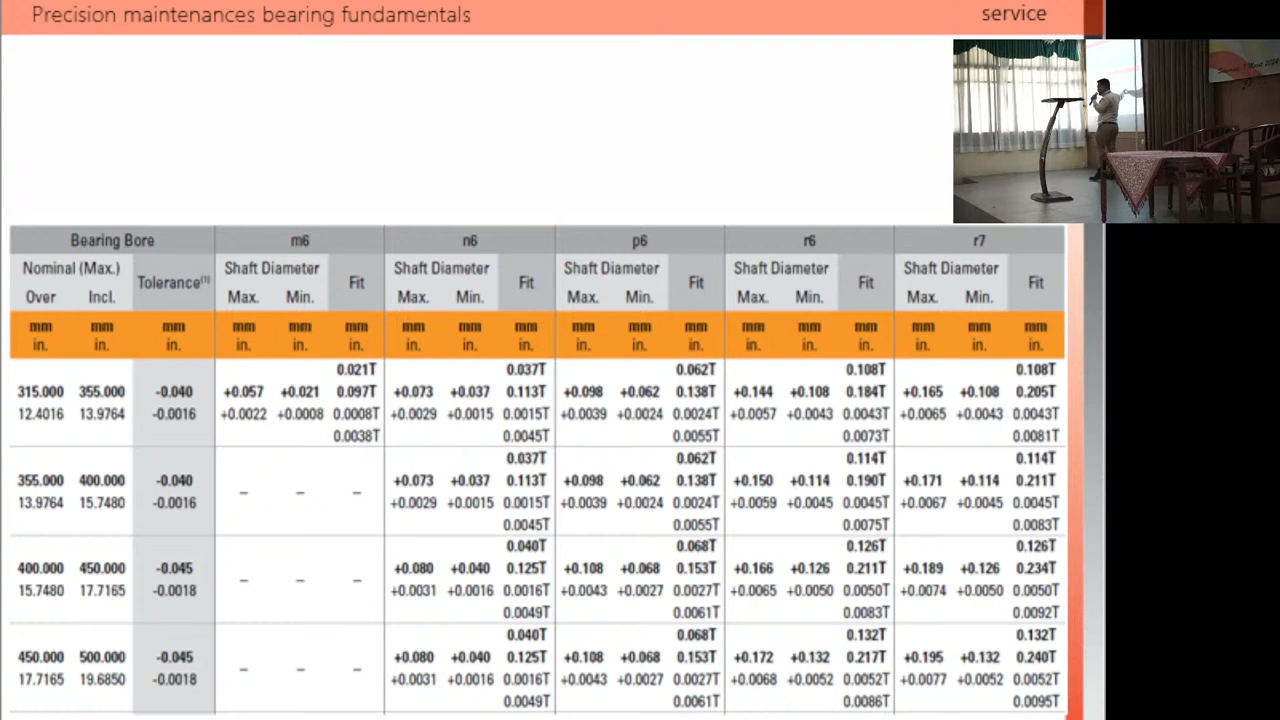 Precision maintenances bearing fundamentals
service
Bearing Bore m6 n6 p6 r6 r7
Nominal (Max.) Tolerance(1) Shaft Diameter Fit Shaft Diameter Fit Shaft Diameter Fit Shaft Diameter Fit Shaft Diameter Fit
Over Incl. Max. Min. Max. Min. Max. Min. Max. Min. Max. Min.
mm mm mm mm mm mm mm mm mm mm mm mm mm mm mm mm mm mm
in. in. in. in. in. in. in. in. in. in. in. in. in. in. in. in. in. in.
0.021T 0.037T 0.062T 0.108T 0.108T
315.000 355.000 -0.040 +0.057 +0.021 0.097T +0.073 +0.037 0.113T +0.098 +0.062 0.138T +0.144 +0.108 0.184T +0.165 +0.108 0.205T
12.4016 13.9764 -0.0016 +0.0022 +0.0008 0.0008T +0.0029 +0.0015 0.0015T +0.0039 +0.0024 0.0024T +0.0057 +0.0043 0.0043T +0.0065 +0.0043 0.0043T
0.0038T 0.0045T 0.0055T 0.0073T 0.0081T
0.037T 0.062T 0.114T 0.114T
355.000 400.000 -0.040 – – – +0.073 +0.037 0.113T +0.098 +0.062 0.138T +0.150 +0.114 0.190T +0.171 +0.114 0.211T
13.9764 15.7480 -0.0016 +0.0029 +0.0015 0.0015T +0.0039 +0.0024 0.0024T +0.0059 +0.0045 0.0045T +0.0067 +0.0045 0.0045T
0.0045T 0.0055T 0.0075T 0.0083T
0.040T 0.068T 0.126T 0.126T
400.000 450.000 -0.045 – – – +0.080 +0.040 0.125T +0.108 +0.068 0.153T +0.166 +0.126 0.211T +0.189 +0.126 0.234T
15.7480 17.7165 -0.0018 +0.0031 +0.0016 0.0016T +0.0043 +0.0027 0.0027T +0.0065 +0.0050 0.0050T +0.0074 +0.0050 0.0050T
0.0049T 0.0061T 0.0083T 0.0092T
0.040T 0.068T 0.132T 0.132T
450.000 500.000 -0.045 – – – +0.080 +0.040 0.125T +0.108 +0.068 0.153T +0.172 +0.132 0.217T +0.195 +0.132 0.240T
17.7165 19.6850 -0.0018 +0.0031 +0.0016 0.0016T +0.0043 +0.0027 0.0027T +0.0068 +0.0052 0.0052T +0.0077 +0.0052 0.0052T
0.0049T 0.0061T 0.0086T 0.0095T